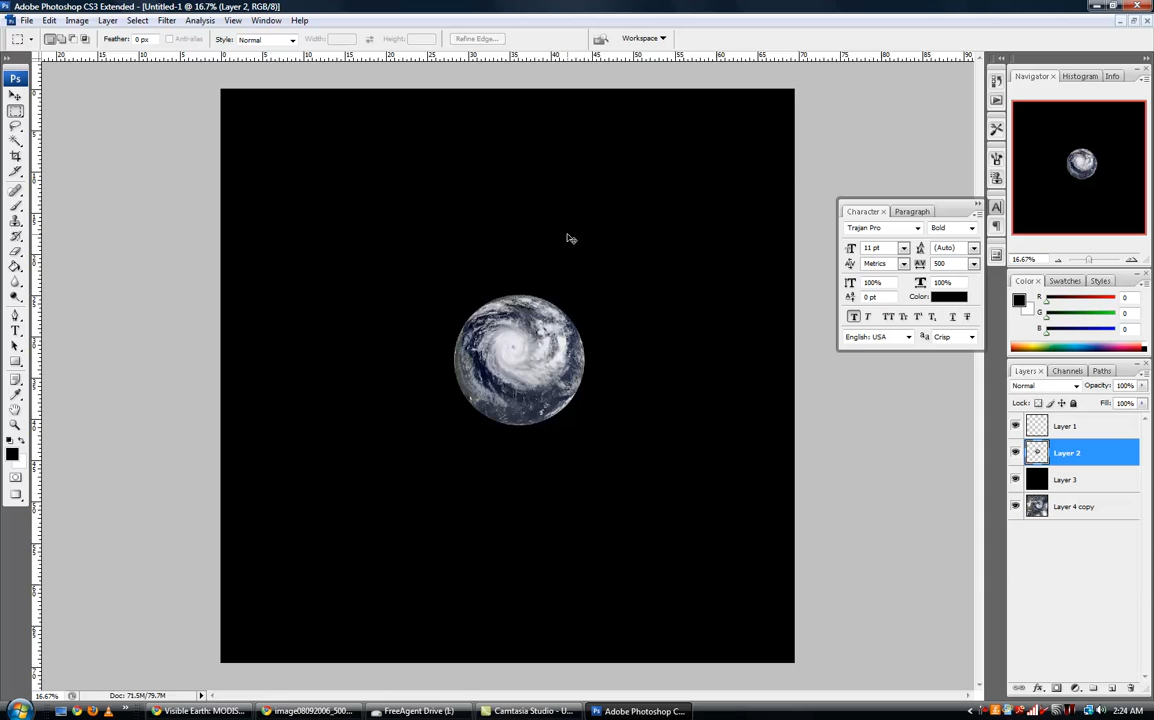 Adobe Photoshop CS3 Extended - [Untitled-1 @ 16.7% (Layer 2, RGB/8)]
File Edit Image Layer Select Filter Analysis View Window Help
Feather: 0 px Anti-alias Style: Normal Width: Height: Refine Edge... Workspace
Ps
Navigator Histogram Info
16.67%
Character Paragraph
Trajan Pro Bold
11 pt (Auto)
Metrics 500
100% 100%
0 pt Color:
T T TT Tr T' T, T T
English: USA aa Crisp
Color Swatches Styles
R 0
G 0
B 0
Layers Channels Paths
Normal Opacity: 100%
Lock: Fill: 100%
Layer 1
Layer 2
Layer 3
Layer 4 copy
16.67% Doc: 71.5M/79.7M
Visible Earth: MODIS... image08092006_500... FreeAgent Drive (I:) Camtasia Studio - U... Adobe Photoshop C... 2:24 AM